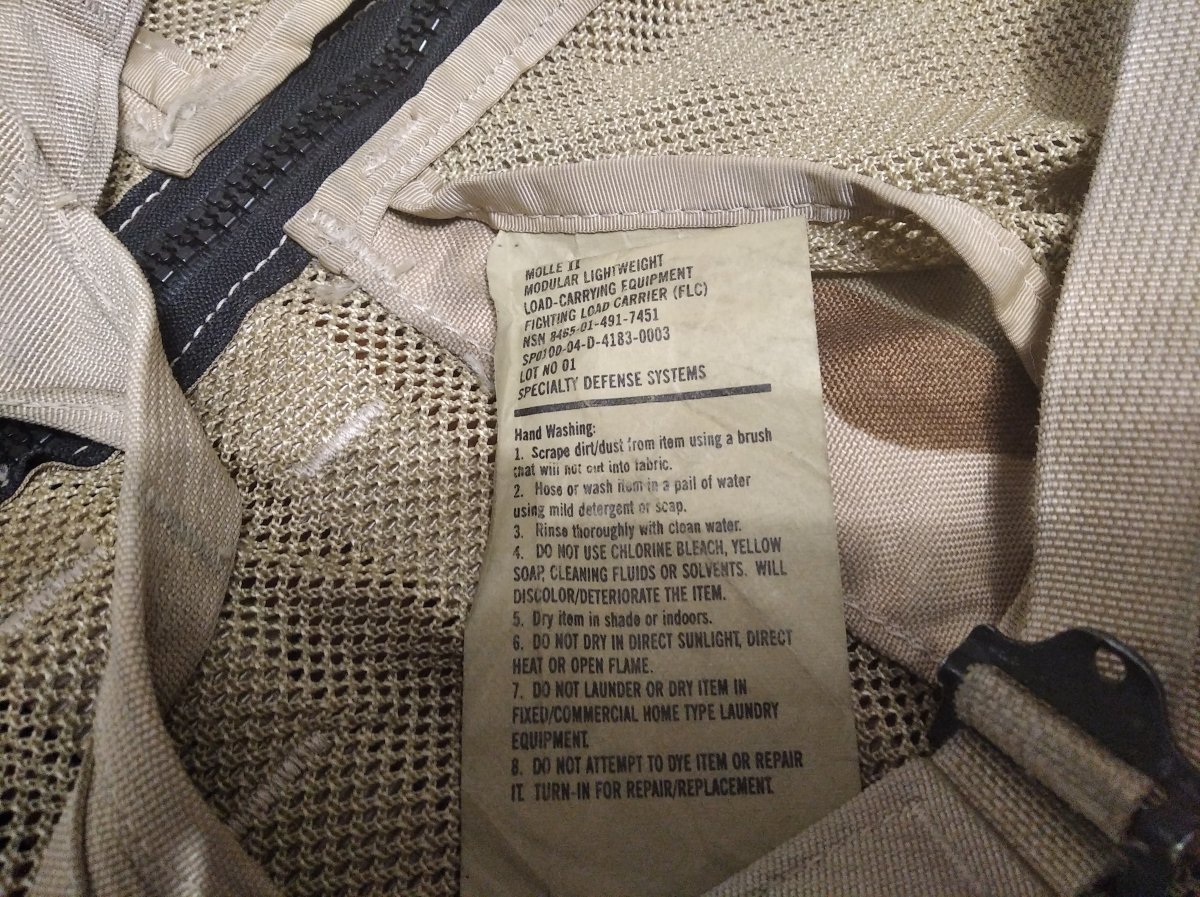 MOLLE II
MODULAR LIGHTWEIGHT
LOAD-CARRYING EQUIPMENT
FIGHTING LOAD CARRIER (FLC)
NSN 8465-01-491-7451
SP0100-04-D-4183-0003
LOT NO 01
SPECIALTY DEFENSE SYSTEMS
Hand Washing:
1. Scrape dirt/dust from item using a brush
that will not cut into fabric.
2. Hose or wash item in a pail of water
using mild detergent or soap.
3. Rinse thoroughly with clean water.
4. DO NOT USE CHLORINE BLEACH, YELLOW
SOAP, CLEANING FLUIDS OR SOLVENTS. WILL
DISCOLOR/DETERIORATE THE ITEM.
5. Dry item in shade or indoors.
6. DO NOT DRY IN DIRECT SUNLIGHT, DIRECT
HEAT OR OPEN FLAME.
7. DO NOT LAUNDER OR DRY ITEM IN
FIXED/COMMERCIAL HOME TYPE LAUNDRY
EQUIPMENT.
8. DO NOT ATTEMPT TO DYE ITEM OR REPAIR
IT. TURN-IN FOR REPAIR/REPLACEMENT.